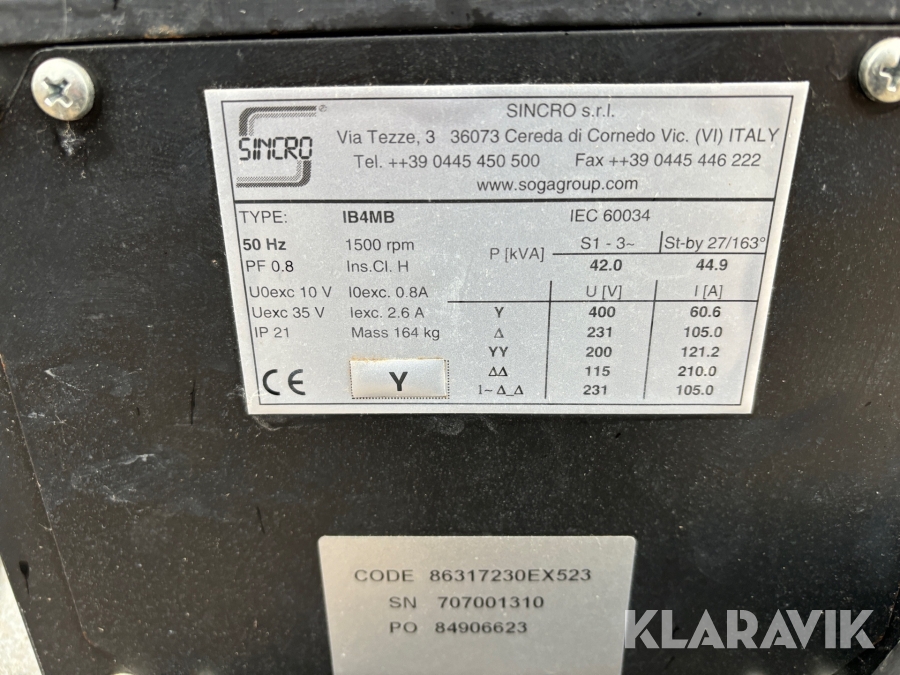 SINCRO ®
SINCRO s.r.l.
Via Tezze, 3 36073 Cereda di Cornedo Vic. (VI) ITALY
Tel. ++39 0445 450 500 Fax ++39 0445 446 222
www.sogagroup.com
TYPE: IB4MB IEC 60034
50 Hz 1500 rpm P [kVA] S1 - 3~ St-by 27/163°
PF 0.8 Ins.Cl. H 42.0 44.9
U0exc 10 V I0exc. 0.8A U [V] I [A]
Uexc 35 V Iexc. 2.6 A Y 400 60.6
IP 21 Mass 164 kg Δ 231 105.0
YY 200 121.2
CE Y ΔΔ 115 210.0
1~ Δ_Δ 231 105.0
CODE 86317230EX523
SN 707001310
PO 84906623
KLARAVIK